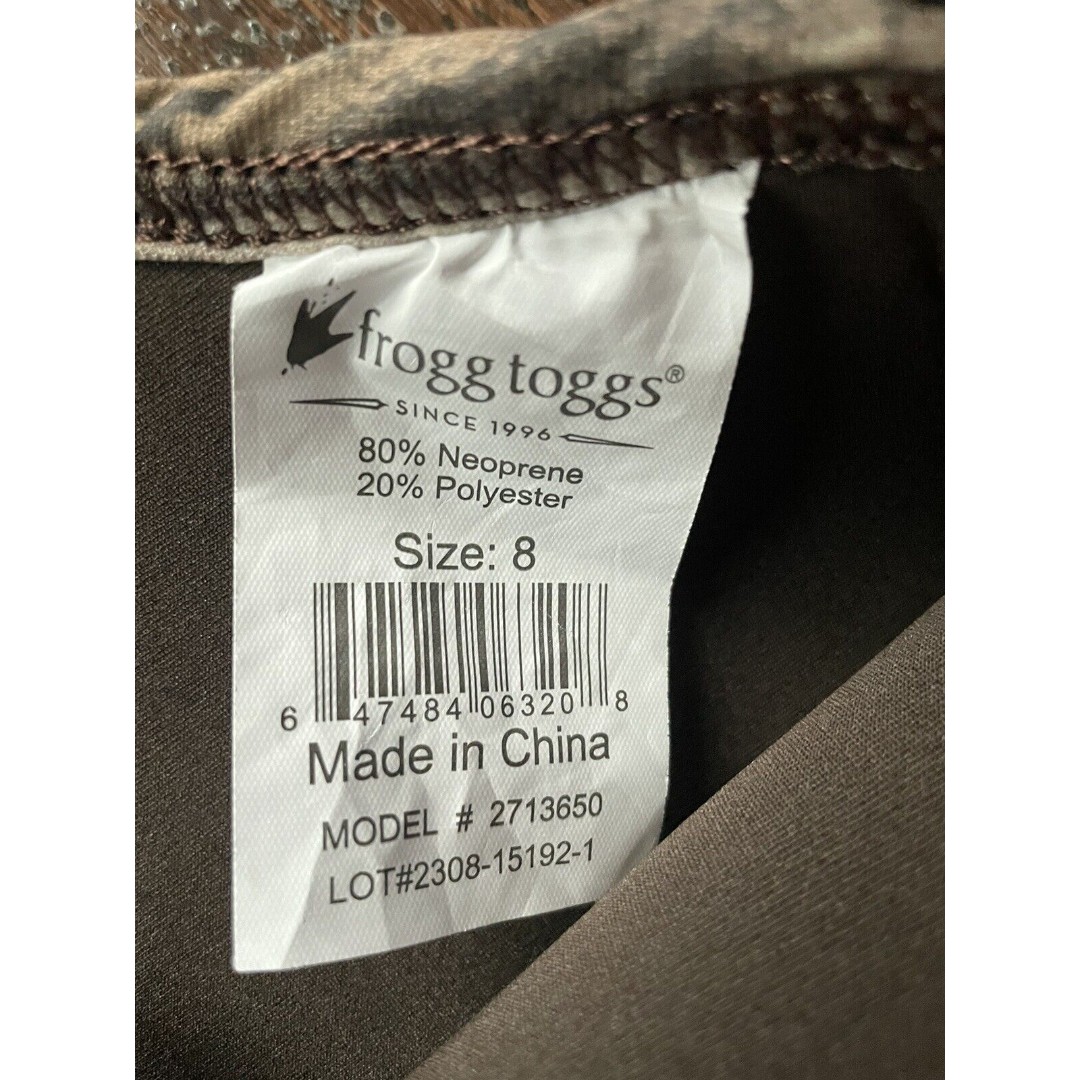 frogg toggs®
SINCE 1996
80% Neoprene
20% Polyester
Size: 8
6 47484 06320 8
Made in China
MODEL # 2713650
LOT#2308-15192-1